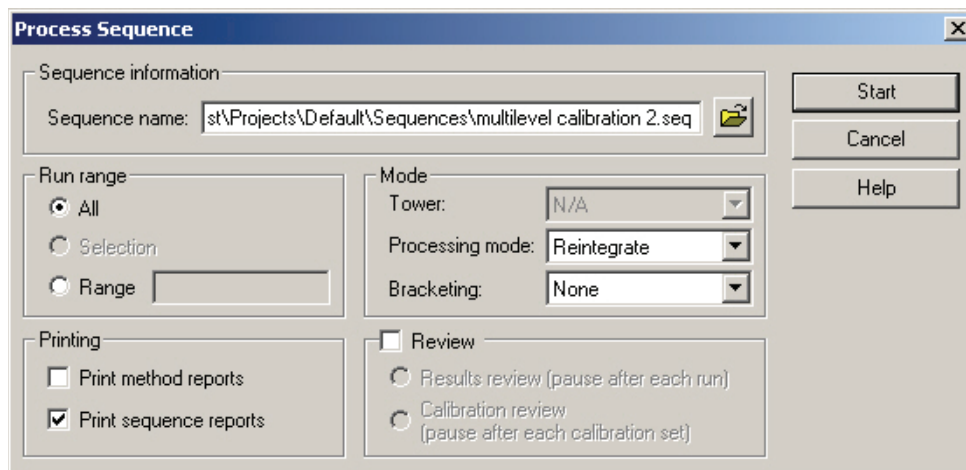 Process Sequence
Sequence information
Sequence name: st\Projects\Default\Sequences\multilevel calibration 2.seq
Start
Cancel
Help
Run range
All
Selection
Range
Mode
Tower: N/A
Processing mode: Reintegrate
Bracketing: None
Printing
Print method reports
Print sequence reports
Review
Results review (pause after each run)
Calibration review
(pause after each calibration set)